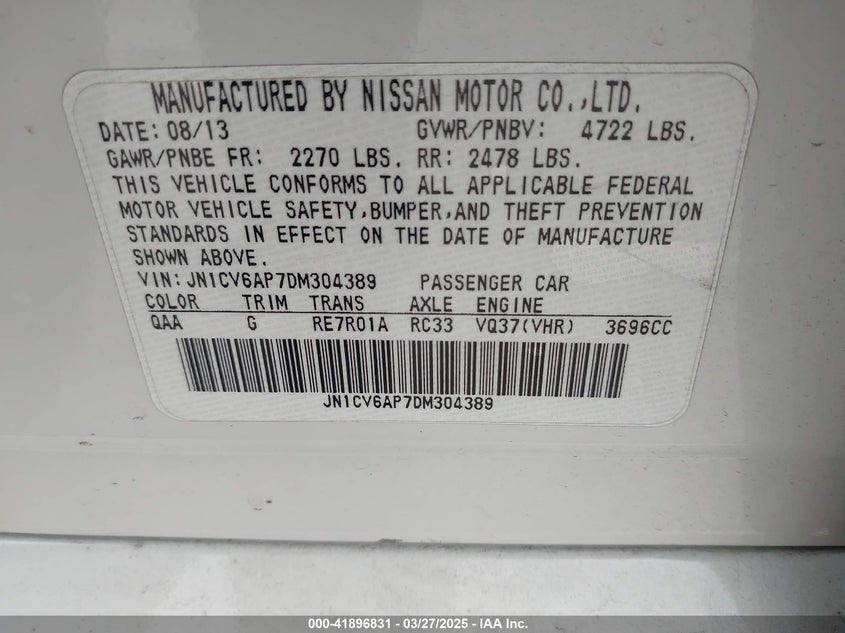 MANUFACTURED BY NISSAN MOTOR CO.,LTD.
DATE: 08/13 GVWR/PNBV: 4722 LBS.
GAWR/PNBE FR: 2270 LBS. RR: 2478 LBS.
THIS VEHICLE CONFORMS TO ALL APPLICABLE FEDERAL
MOTOR VEHICLE SAFETY,BUMPER,AND THEFT PREVENTION
STANDARDS IN EFFECT ON THE DATE OF MANUFACTURE
SHOWN ABOVE.
VIN:JN1CV6AP7DM304389 PASSENGER CAR
COLOR TRIM TRANS AXLE ENGINE
QAA G RE7R01A RC33 VQ37(VHR) 3696CC
JN1CV6AP7DM304389
000-41896831 - 03/27/2025 - IAA Inc.